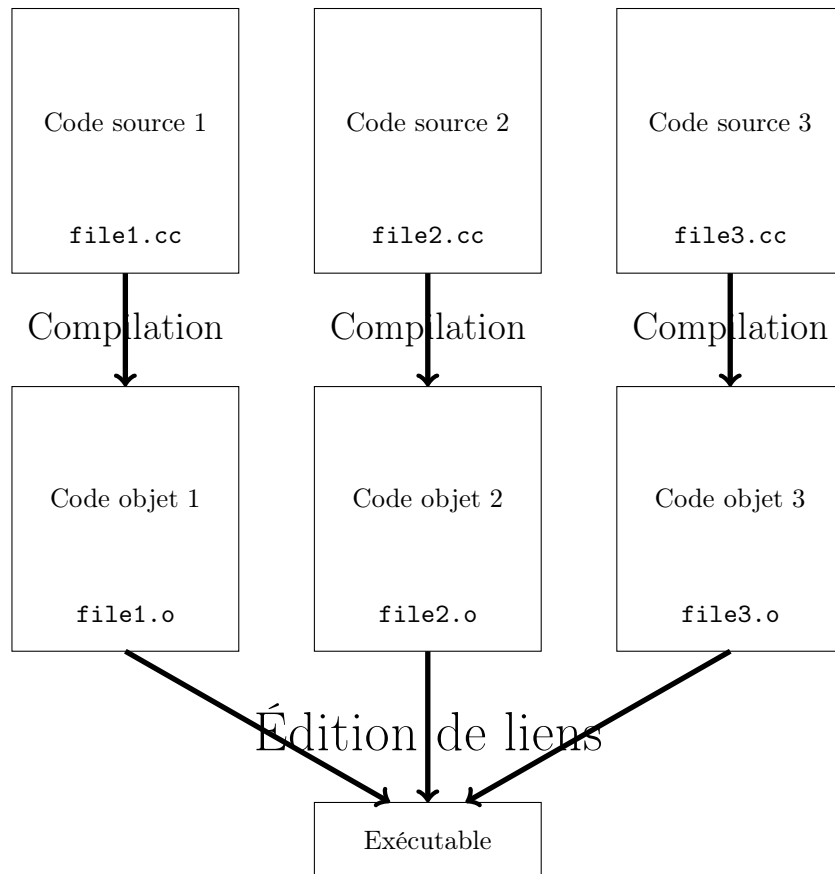 Code source 1
Code source 2
Code source 3
file1.cc
file2.cc
file3.cc
Compilation
Compilation
Compilation
Code objet 1
Code objet 2
Code objet 3
file1.o
file2.o
file3.o
Édition de liens
Exécutable